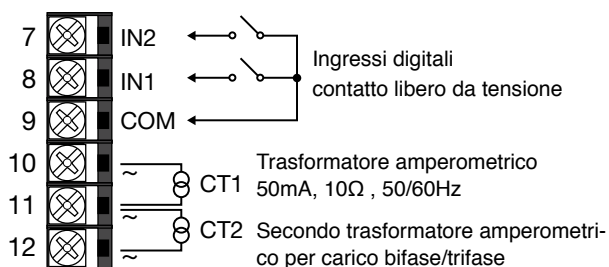 7 IN2
8 IN1
9 COM
Ingressi digitali
contatto libero da tensione
10
11
12
~
~
CT1
Trasformatore amperometrico
50mA, 10Ω , 50/60Hz
~
~
CT2
Secondo trasformatore amperometri-
co per carico bifase/trifase